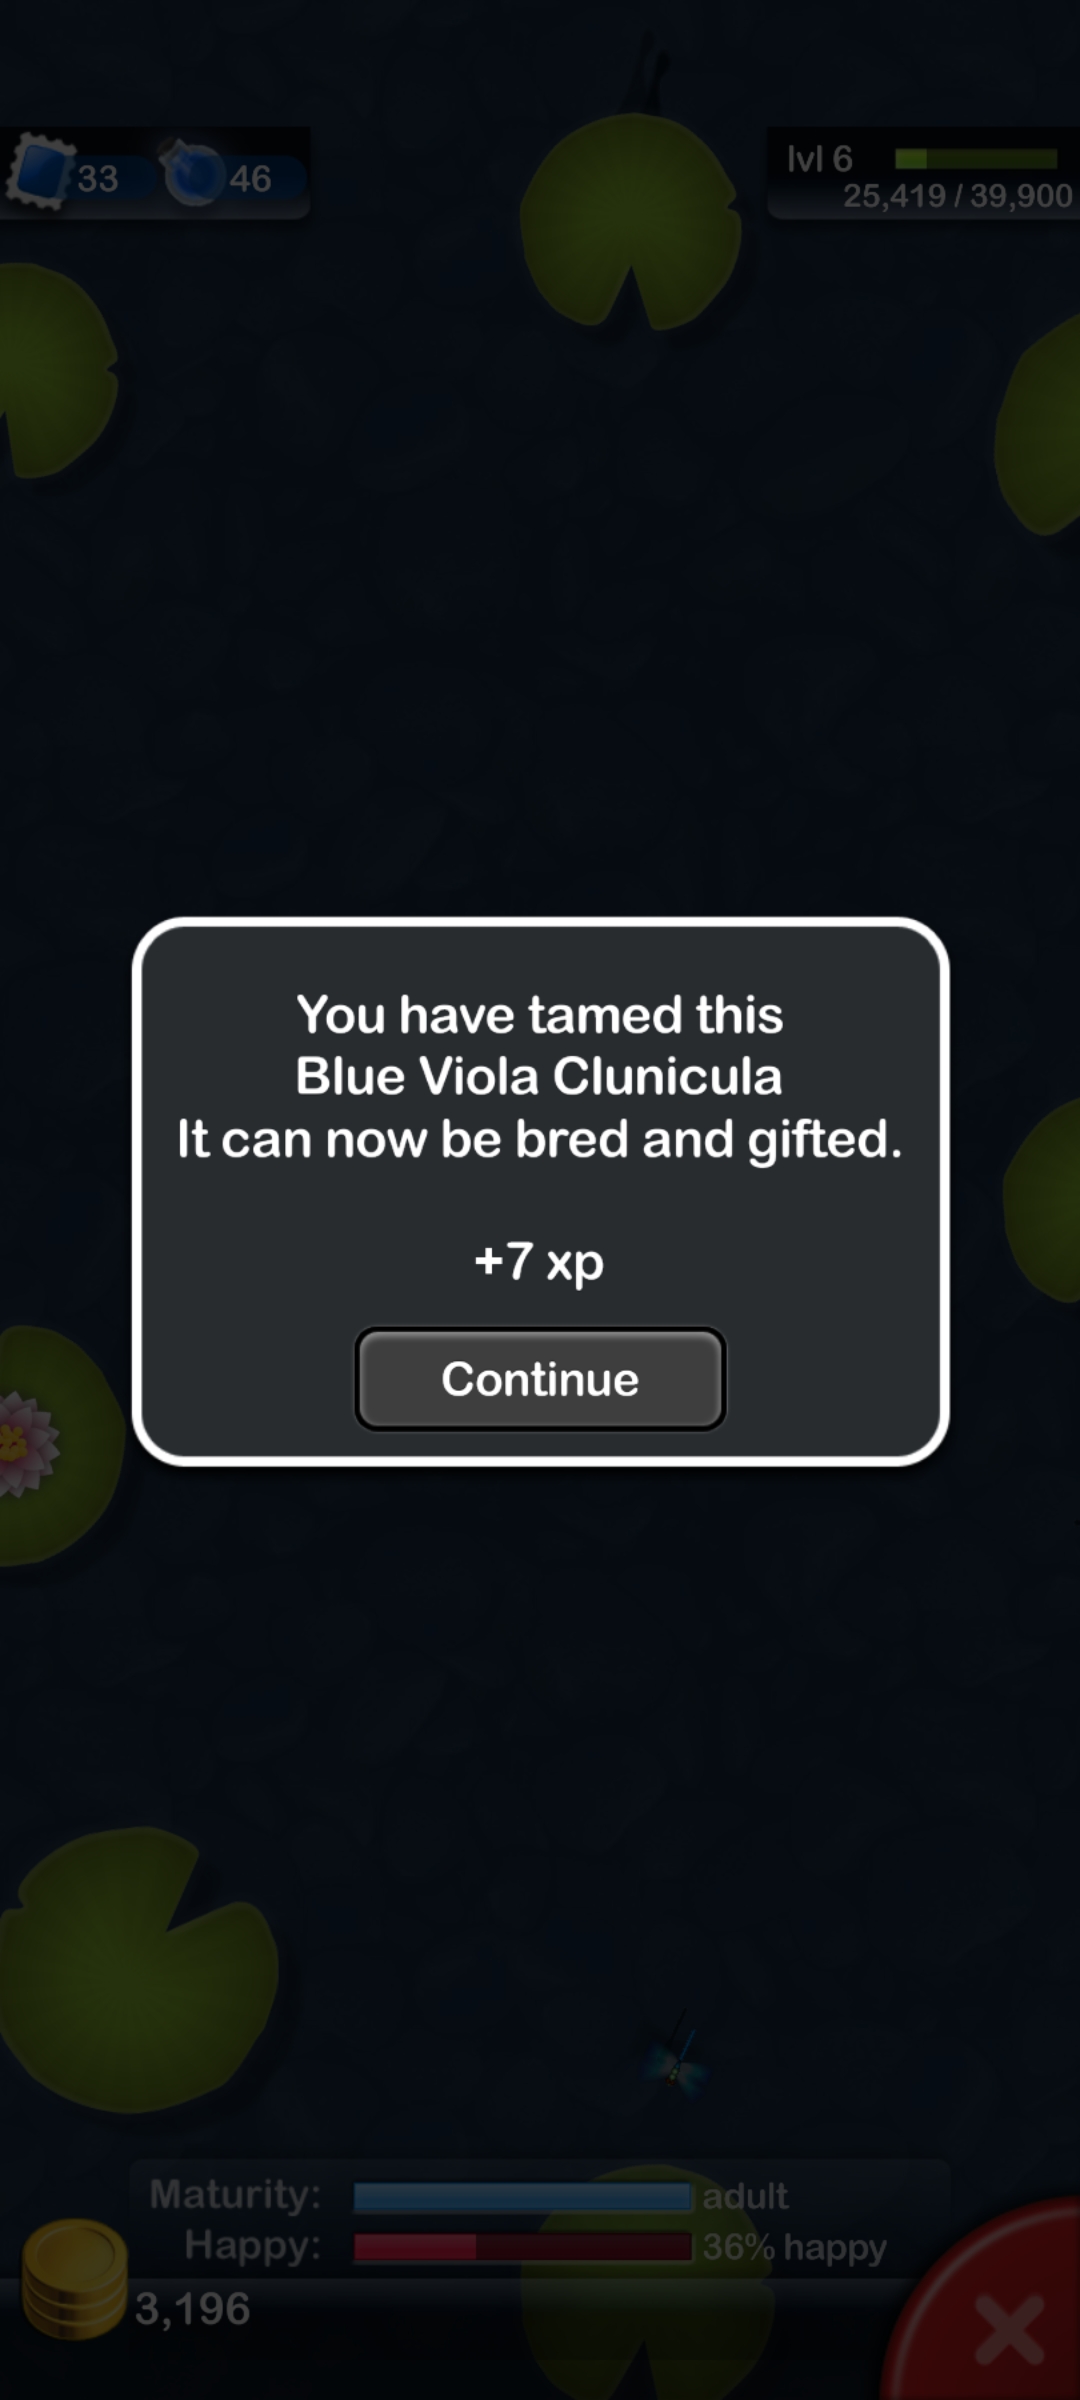 33
46
lvl 6
25,419 / 39,900
You have tamed this
Blue Viola Clunicula
It can now be bred and gifted.
+7 xp
Continue
Maturity: adult
Happy: 36% happy
3,196